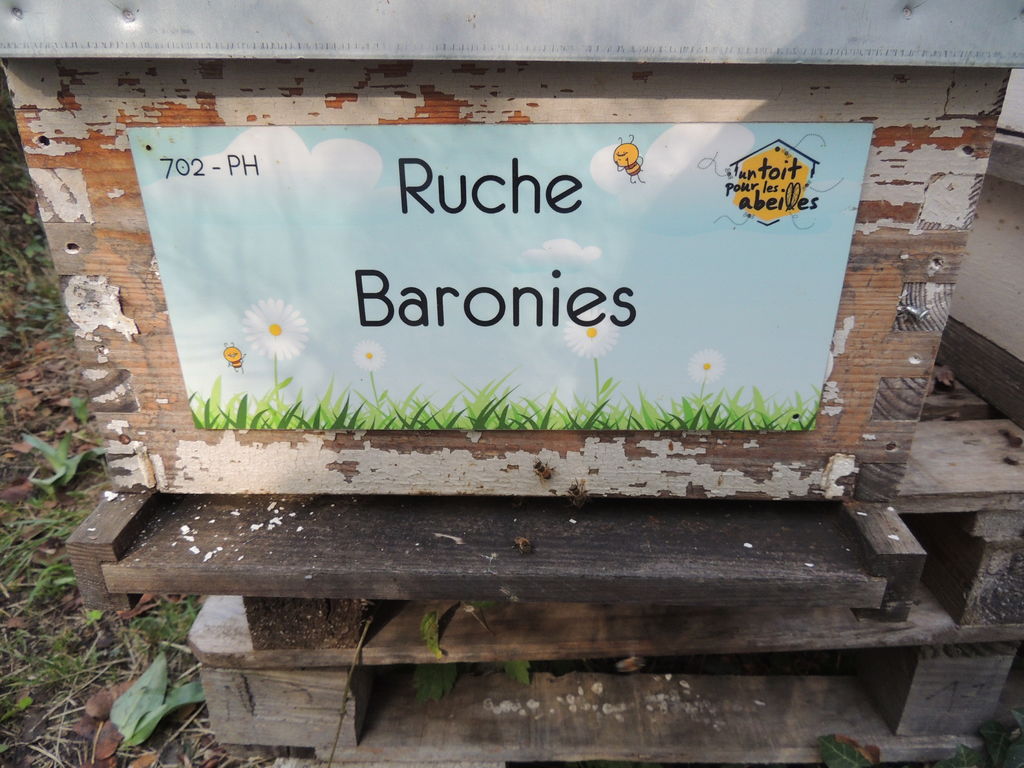 702 - PH
Ruche
Baronies
un toit
pour les
abeilles